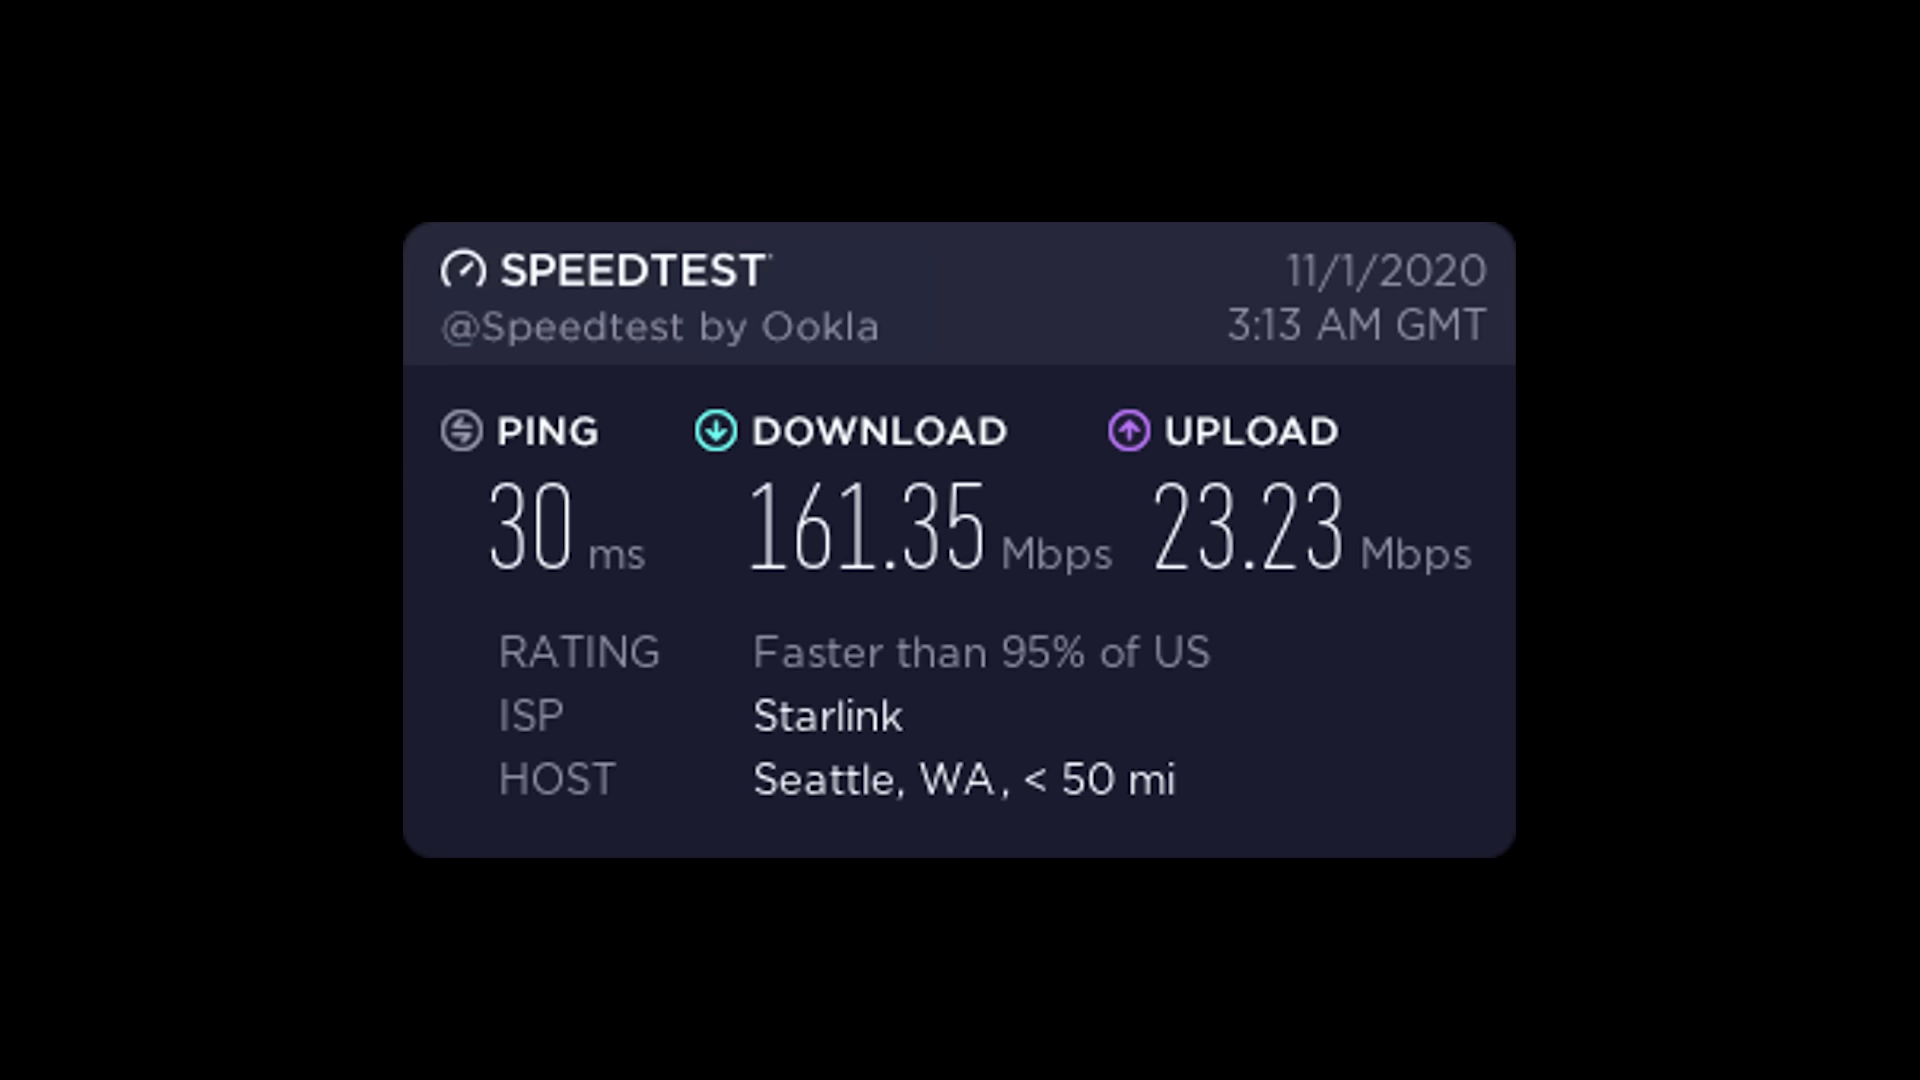 SPEEDTEST
11/1/2020
@Speedtest by Ookla
3:13 AM GMT
PING DOWNLOAD UPLOAD
30 ms 161.35 Mbps 23.23 Mbps
RATING Faster than 95% of US
ISP Starlink
HOST Seattle, WA, < 50 mi